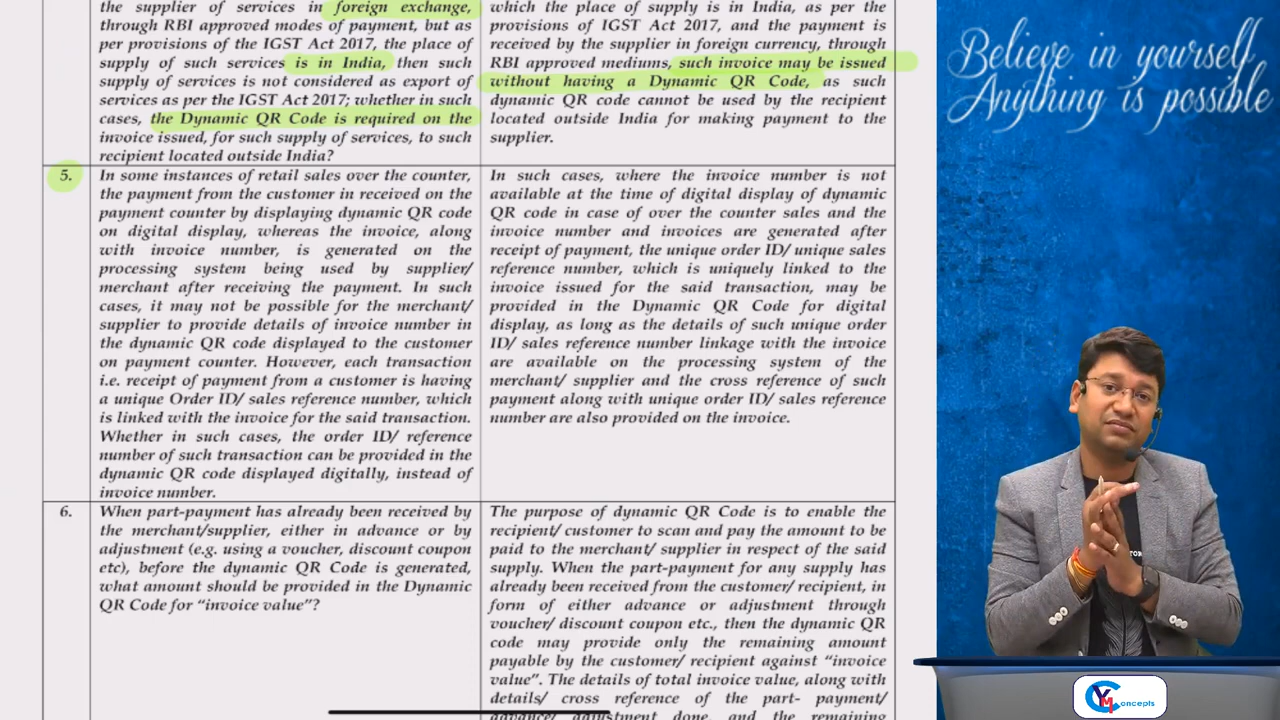 the supplier of services in foreign exchange,
through RBI approved modes of payment, but as
per provisions of the IGST Act 2017, the place of
supply of such services is in India, then such
supply of services is not considered as export of
services as per the IGST Act 2017; whether in such
cases, the Dynamic QR Code is required on the
invoice issued, for such supply of services, to such
recipient located outside India?
which the place of supply is in India, as per the
provisions of IGST Act 2017, and the payment is
received by the supplier in foreign currency, through
RBI approved mediums, such invoice may be issued
without having a Dynamic QR Code, as such
dynamic QR code cannot be used by the recipient
located outside India for making payment to the
supplier.
5.
In some instances of retail sales over the counter,
the payment from the customer in received on the
payment counter by displaying dynamic QR code
on digital display, whereas the invoice, along
with invoice number, is generated on the
processing system being used by supplier/
merchant after receiving the payment. In such
cases, it may not be possible for the merchant/
supplier to provide details of invoice number in
the dynamic QR code displayed to the customer
on payment counter. However, each transaction
i.e. receipt of payment from a customer is having
a unique Order ID/ sales reference number, which
is linked with the invoice for the said transaction.
Whether in such cases, the order ID/ reference
number of such transaction can be provided in the
dynamic QR code displayed digitally, instead of
invoice number.
In such cases, where the invoice number is not
available at the time of digital display of dynamic
QR code in case of over the counter sales and the
invoice number and invoices are generated after
receipt of payment, the unique order ID/ unique sales
reference number, which is uniquely linked to the
invoice issued for the said transaction, may be
provided in the Dynamic QR Code for digital
display, as long as the details of such unique order
ID/ sales reference number linkage with the invoice
are available on the processing system of the
merchant/ supplier and the cross reference of such
payment along with unique order ID/ sales reference
number are also provided on the invoice.
6.
When part-payment has already been received by
the merchant/supplier, either in advance or by
adjustment (e.g. using a voucher, discount coupon
etc), before the dynamic QR Code is generated,
what amount should be provided in the Dynamic
QR Code for "invoice value"?
The purpose of dynamic QR Code is to enable the
recipient/ customer to scan and pay the amount to be
paid to the merchant/ supplier in respect of the said
supply. When the part-payment for any supply has
already been received from the customer/ recipient, in
form of either advance or adjustment through
voucher/ discount coupon etc., then the dynamic QR
code may provide only the remaining amount
payable by the customer/ recipient against "invoice
value". The details of total invoice value, along with
details/ cross reference of the part- payment/
advance/ adjustment done, and the remaining
Believe in yourself
Anything is possible
Concepts